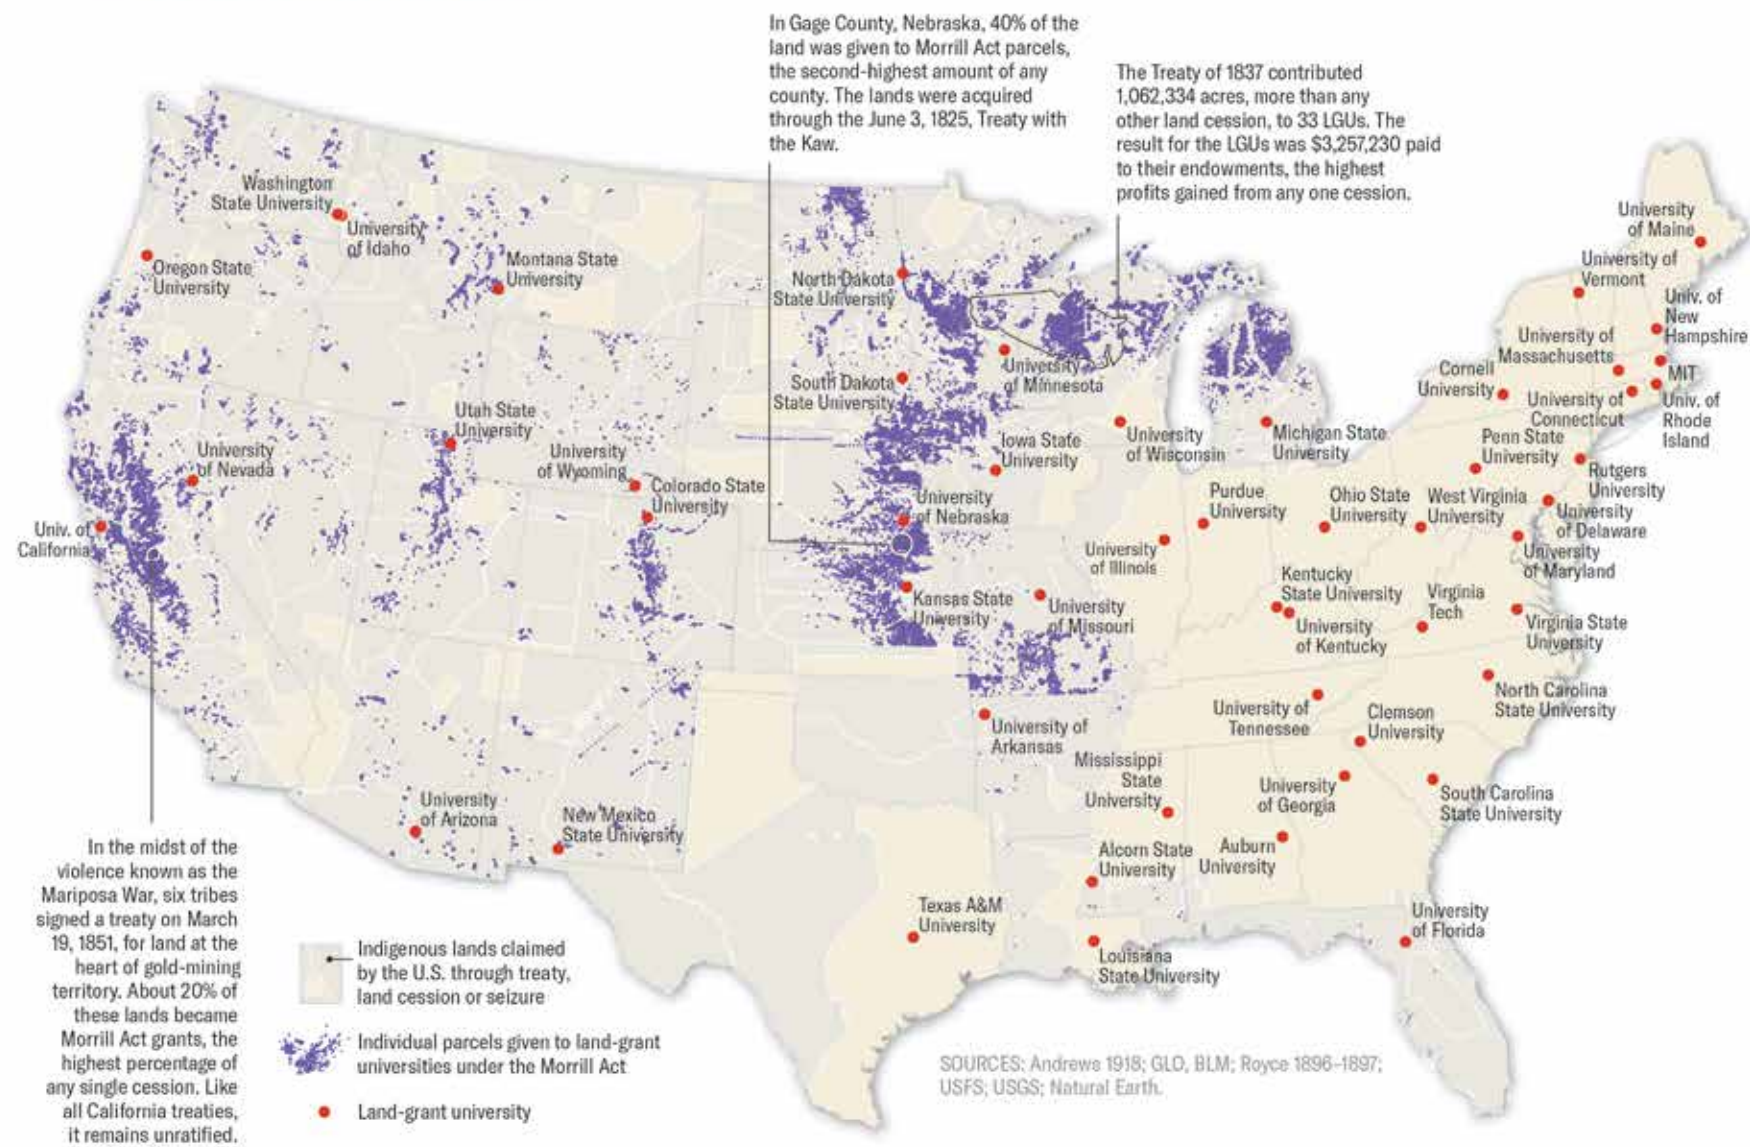 In Gage County, Nebraska, 40% of the
land was given to Morrill Act parcels,
the second-highest amount of any
county. The lands were acquired
through the June 3, 1825, Treaty with
the Kaw.
The Treaty of 1837 contributed
1,062,334 acres, more than any
other land cession, to 33 LGUs. The
result for the LGUs was $3,257,230 paid
to their endowments, the highest
profits gained from any one cession.
Washington
State University
University
of Idaho
Oregon State
University
Montana State
University
North Dakota
State University
University
of Minnesota
South Dakota
State University
Utah State
University
University
of Nevada
University
of Wyoming
Colorado State
University
Univ. of
California
Iowa State
University
University
of Nebraska
Kansas State
University
University
of Missouri
University
of Wisconsin
Michigan State
University
University
of Maine
University of
Vermont
Univ. of
New
Hampshire
University of
Massachusetts
MIT
Cornell
University
University of
Connecticut
Univ. of
Rhode
Island
Penn State
University
Rutgers
University
Purdue
University
Ohio State
University
West Virginia
University
University
of Delaware
University
of Maryland
University
of Illinois
Kentucky
State University
University
of Kentucky
Virginia
Tech
Virginia State
University
North Carolina
State University
University of
Tennessee
Clemson
University
University of
Arkansas
Mississippi
State
University
University
of Georgia
South Carolina
State University
Alcorn State
University
Auburn
University
University
of Arizona
New Mexico
State University
Texas A&M
University
Louisiana
State University
University
of Florida
In the midst of the
violence known as the
Mariposa War, six tribes
signed a treaty on March
19, 1851, for land at the
heart of gold-mining
territory. About 20% of
these lands became
Morrill Act grants, the
highest percentage of
any single cession. Like
all California treaties,
it remains unratified.
Indigenous lands claimed
by the U.S. through treaty,
land cession or seizure
Individual parcels given to land-grant
universities under the Morrill Act
Land-grant university
SOURCES: Andrews 1918; GLO, BLM; Royce 1896–1897;
USFS; USGS; Natural Earth.